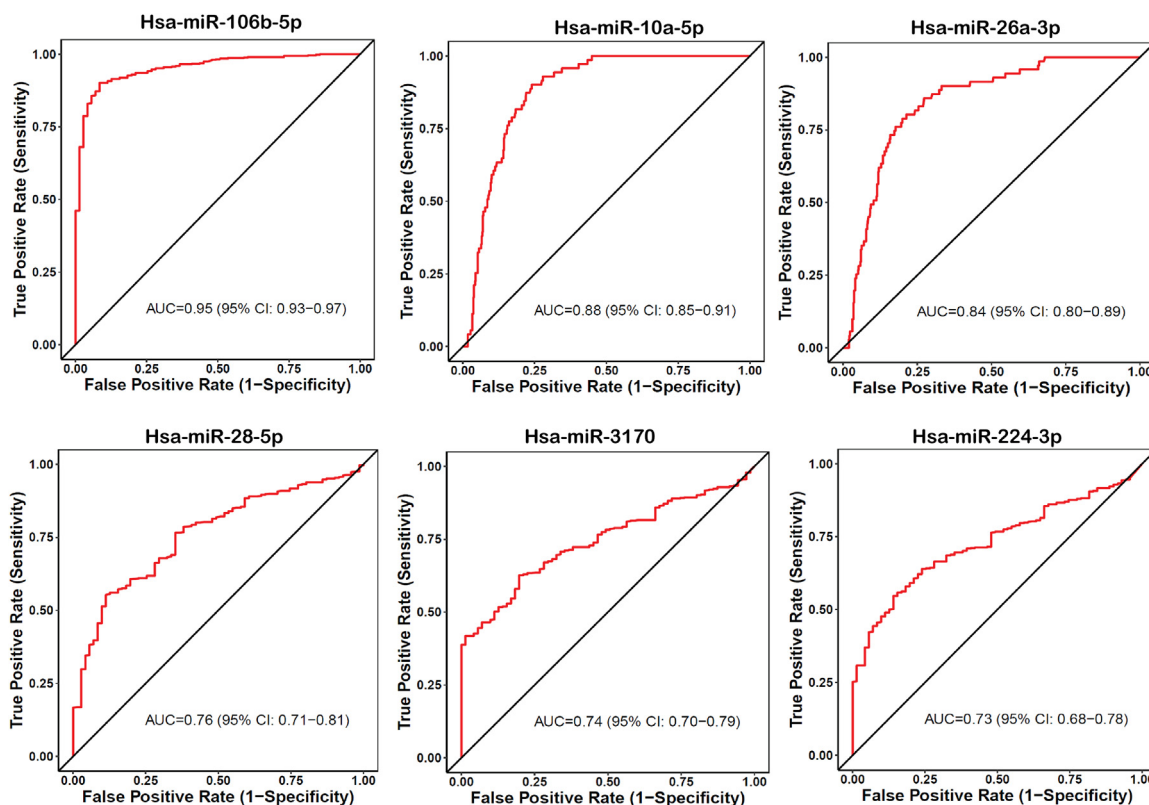 Hsa-miR-106b-5p
True Positive Rate (Sensitivity)
1.00
0.75
0.50
0.25
0.00
AUC=0.95 (95% CI: 0.93−0.97)
0.00 0.25 0.50 0.75 1.00
False Positive Rate (1−Specificity)
Hsa-miR-10a-5p
True Positive Rate (Sensitivity)
1.00
0.75
0.50
0.25
0.00
AUC=0.88 (95% CI: 0.85−0.91)
0.00 0.25 0.50 0.75 1.00
False Positive Rate (1−Specificity)
Hsa-miR-26a-3p
True Positive Rate (Sensitivity)
1.00
0.75
0.50
0.25
0.00
AUC=0.84 (95% CI: 0.80−0.89)
0.00 0.25 0.50 0.75 1.00
False Positive Rate (1−Specificity)
Hsa-miR-28-5p
True Positive Rate (Sensitivity)
1.00
0.75
0.50
0.25
0.00
AUC=0.76 (95% CI: 0.71−0.81)
0.00 0.25 0.50 0.75 1.00
False Positive Rate (1−Specificity)
Hsa-miR-3170
True Positive Rate (Sensitivity)
1.00
0.75
0.50
0.25
0.00
AUC=0.74 (95% CI: 0.70−0.79)
0.00 0.25 0.50 0.75 1.00
False Positive Rate (1−Specificity)
Hsa-miR-224-3p
True Positive Rate (Sensitivity)
1.00
0.75
0.50
0.25
0.00
AUC=0.73 (95% CI: 0.68−0.78)
0.00 0.25 0.50 0.75 1.00
False Positive Rate (1−Specificity)